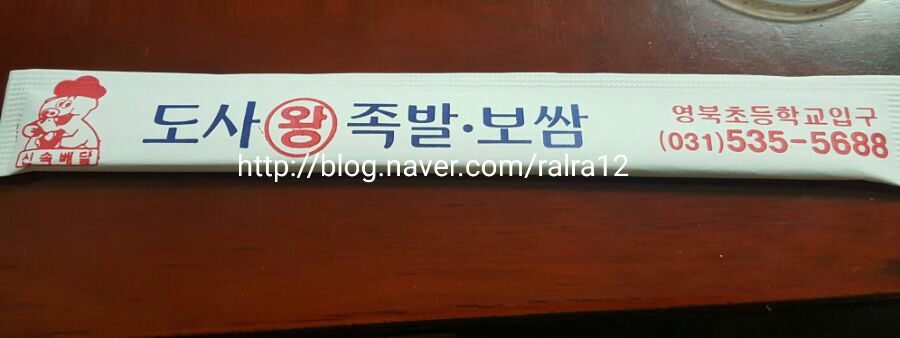 신속배달
도사 왕 족발·보쌈
영북초등학교입구
(031)535-5688
http://blog.naver.com/ralra12